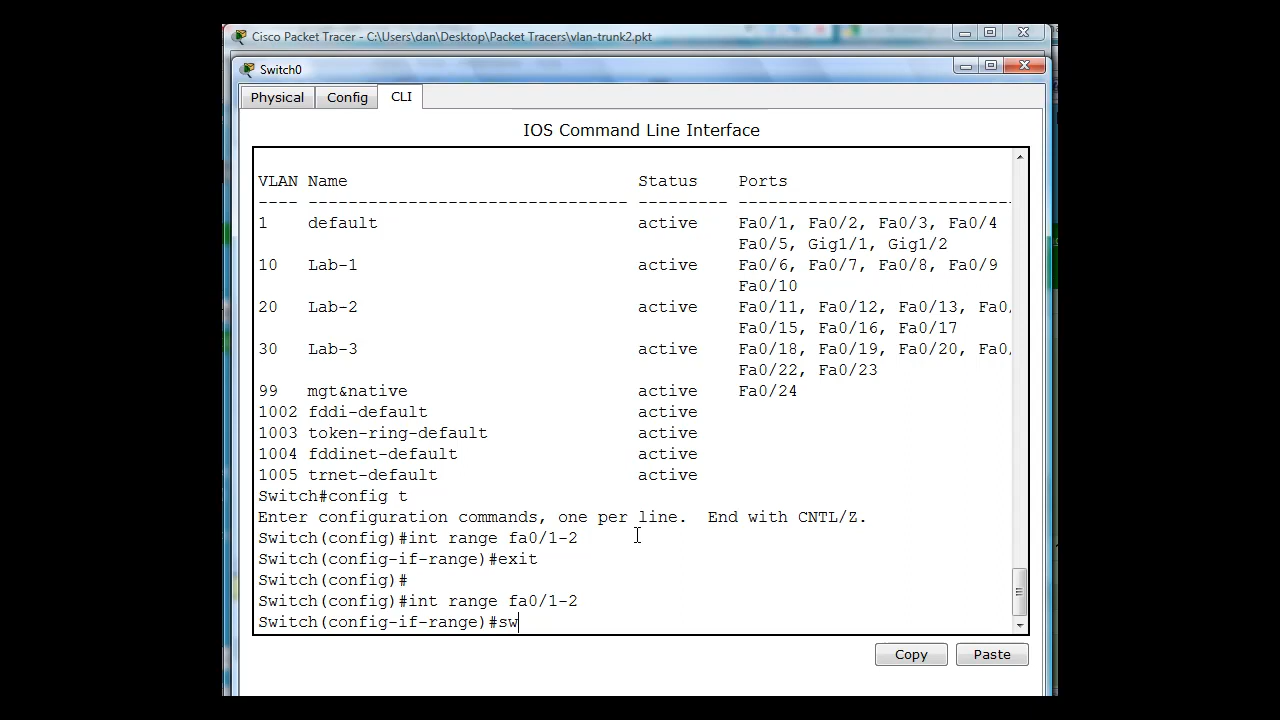 Cisco Packet Tracer - C:\Users\dan\Desktop\Packet Tracers\vlan-trunk2.pkt
Switch0
Physical Config CLI
IOS Command Line Interface
VLAN Name Status Ports
---- -------------------------------- --------- -------------------------------
1 default active Fa0/1, Fa0/2, Fa0/3, Fa0/4
Fa0/5, Gig1/1, Gig1/2
10 Lab-1 active Fa0/6, Fa0/7, Fa0/8, Fa0/9
Fa0/10
20 Lab-2 active Fa0/11, Fa0/12, Fa0/13, Fa0/
Fa0/15, Fa0/16, Fa0/17
30 Lab-3 active Fa0/18, Fa0/19, Fa0/20, Fa0/
Fa0/22, Fa0/23
99 mgt&native active Fa0/24
1002 fddi-default active
1003 token-ring-default active
1004 fddinet-default active
1005 trnet-default active
Switch#config t
Enter configuration commands, one per line.  End with CNTL/Z.
Switch(config)#int range fa0/1-2
Switch(config-if-range)#exit
Switch(config)#
Switch(config)#int range fa0/1-2
Switch(config-if-range)#sw
Copy Paste